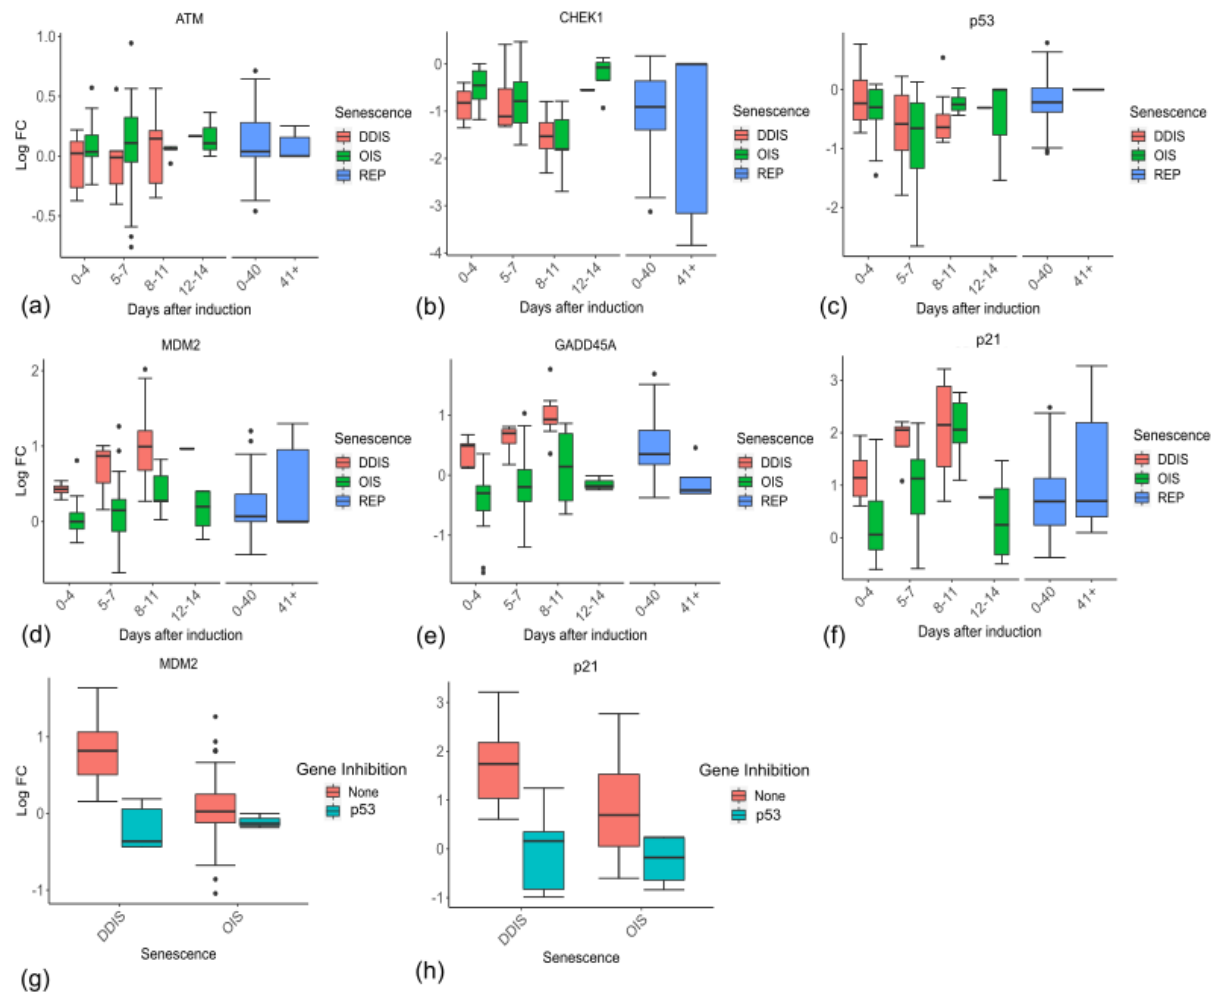 ATM
Log FC
1.0
0.5
0.0
-0.5
0-4
5-7
8-11
12-14
0-40
41+
Days after induction
Senescence
DDIS
OIS
REP
(a)
CHEK1
0
-1
-2
-3
-4
0-4
5-7
8-11
12-14
0-40
41+
Days after induction
Senescence
DDIS
OIS
REP
(b)
p53
0
-1
-2
0-4
5-7
8-11
12-14
0-40
41+
Days after induction
Senescence
DDIS
OIS
REP
(c)
MDM2
Log FC
2
1
0
0-4
5-7
8-11
12-14
0-40
41+
Days after induction
Senescence
DDIS
OIS
REP
(d)
GADD45A
1
0
-1
0-4
5-7
8-11
12-14
0-40
41+
Days after induction
Senescence
DDIS
OIS
REP
(e)
p21
3
2
1
0
0-4
5-7
8-11
12-14
0-40
41+
Days after induction
Senescence
DDIS
OIS
REP
(f)
MDM2
Log FC
1
0
-1
DDIS
OIS
Senescence
Gene Inhibition
None
p53
(g)
p21
3
2
1
0
-1
DDIS
OIS
Senescence
Gene Inhibition
None
p53
(h)